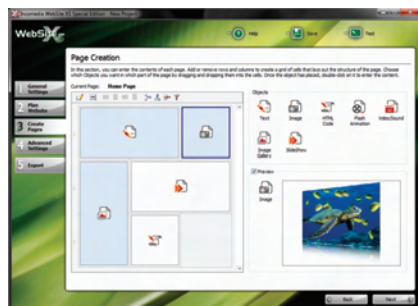 Incomedia WebSite X5 Special Edition - New Project
WebSite X5
Help
Save
Test
Page Creation
In this section, you can enter the contents of each page. Add or remove rows and columns to create a grid of cells that lays out the structure of the page. Choose
which Objects you want in which part of the page by dragging and dropping them into the cells. Once the object has placed, double-click on it to enter the content.
Current Page: Home Page
Objects
1 General Settings
2 Plan Website
3 Create Pages
4 Advanced Settings
5 Export
Text
Image
HTML Code
Flash Animation
Video/Sound
Image Gallery
SlideShow
Preview
Image
Back
Next